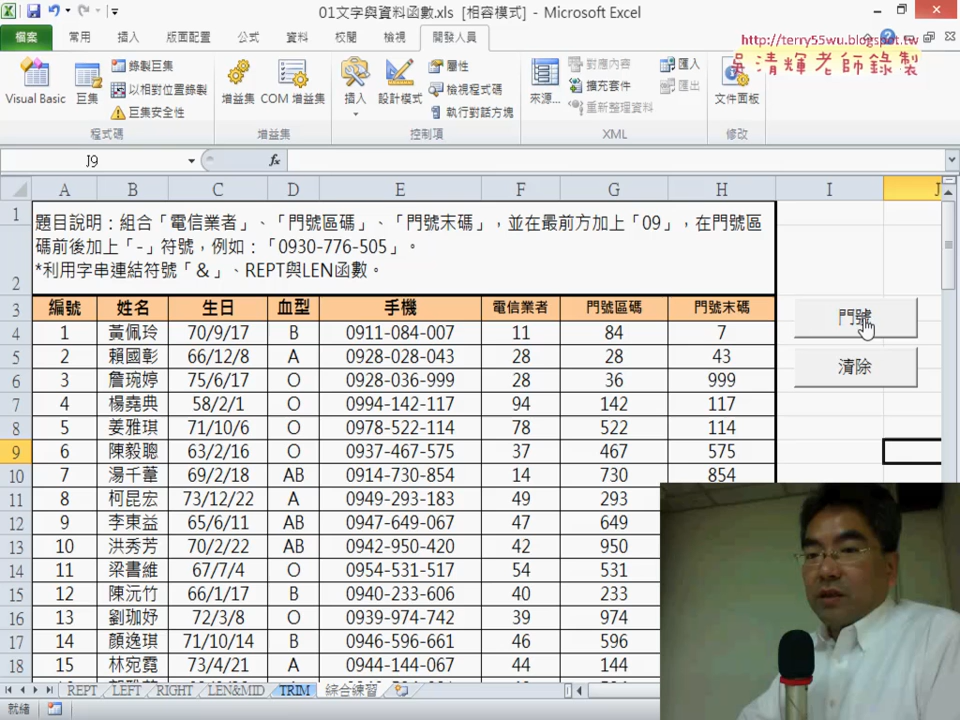 01文字與資料函數.xls [相容模式] - Microsoft Excel
檔案 常用 插入 版面配置 公式 資料 校閱 檢視 開發人員
http://terry55wu.blogspot.tw
吳清輝老師錄製
Visual Basic 巨集 錄製巨集 以相對位置錄製 巨集安全性
增益集 COM 增益集
插入 設計模式 屬性 檢視程式碼 執行對話方塊
來源... 對應內容 擴充套件 重新整理資料 匯入 匯出
文件面板
程式碼 增益集 控制項 XML 修改
J9 fx
A B C D E F G H I J
1 題目說明：組合「電信業者」、「門號區碼」、「門號末碼」，並在最前方加上「09」，在門號區
碼前後加上「-」符號，例如：「0930-776-505」。
2 *利用字串連結符號「&」、REPT與LEN函數。
3 編號 姓名 生日 血型 手機 電信業者 門號區碼 門號末碼 門號
4 1 黃佩玲 70/9/17 B 0911-084-007 11 84 7
5 2 賴國彰 66/12/8 A 0928-028-043 28 28 43 清除
6 3 詹琬婷 75/6/17 O 0928-036-999 28 36 999
7 4 楊堯典 58/2/1 O 0994-142-117 94 142 117
8 5 姜雅琪 71/10/6 O 0978-522-114 78 522 114
9 6 陳毅聰 63/2/16 O 0937-467-575 37 467 575
10 7 湯千葦 69/2/18 AB 0914-730-854 14 730 854
11 8 柯昆宏 73/12/22 A 0949-293-183 49 293
12 9 李東益 65/6/11 AB 0947-649-067 47 649
13 10 洪秀芳 70/2/22 AB 0942-950-420 42 950
14 11 梁書維 67/7/4 O 0954-531-517 54 531
15 12 陳沅竹 66/1/17 B 0940-233-606 40 233
16 13 劉珈妤 72/3/8 O 0939-974-742 39 974
17 14 顏逸琪 71/10/14 B 0946-596-661 46 596
18 15 林宛霓 73/4/21 A 0944-144-067 44 144
REPT LEFT RIGHT LEN&MID TRIM 綜合練習
就緒